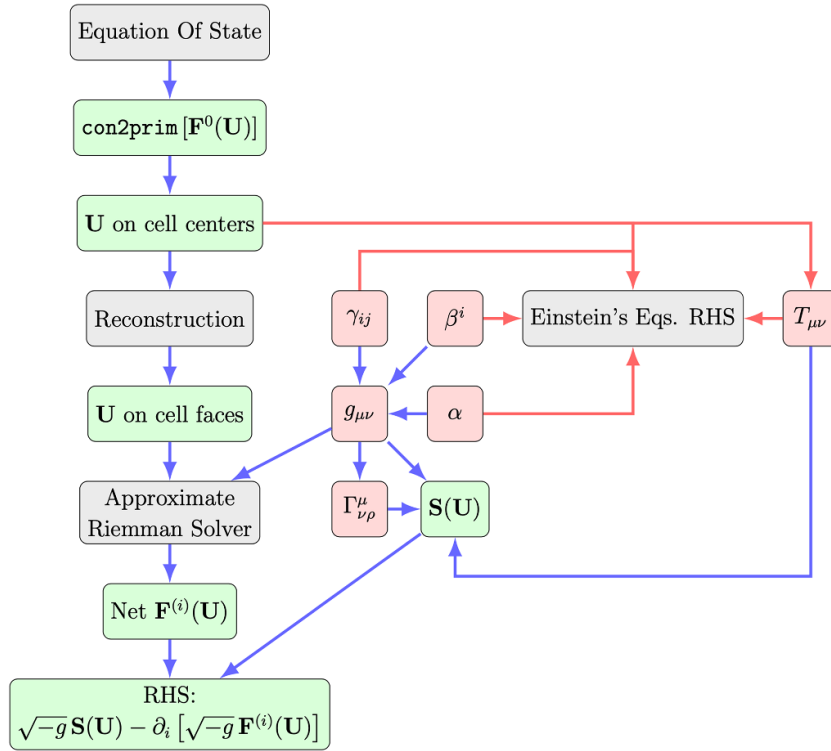 Equation Of State
con2prim [F⁰(U)]
U on cell centers
Reconstruction
γᵢⱼ
βⁱ
Einstein's Eqs. RHS
Tμν
U on cell faces
gμν
α
Approximate
Riemman Solver
Γ^μ_νρ
S(U)
Net F⁽ⁱ⁾(U)
RHS:
√−g S(U) − ∂ᵢ [√−g F⁽ⁱ⁾(U)]